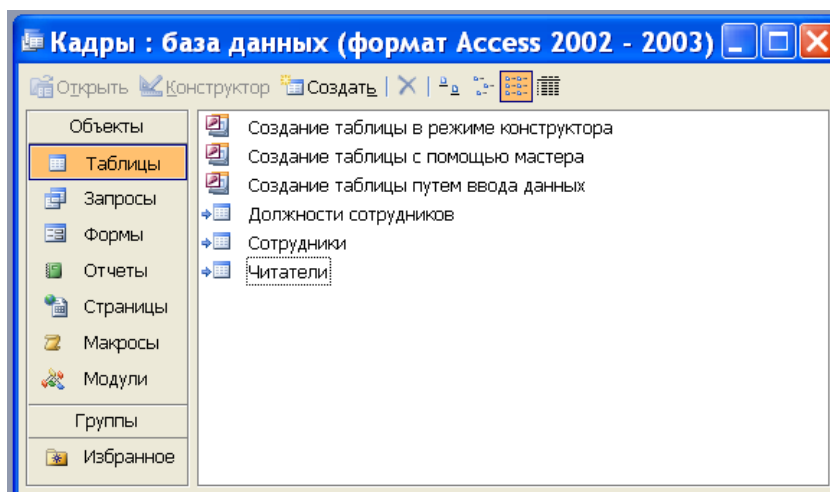 Кадры : база данных (формат Access 2002 - 2003)
Открыть Конструктор Создать
Объекты
Таблицы
Запросы
Формы
Отчеты
Страницы
Макросы
Модули
Группы
Избранное
Создание таблицы в режиме конструктора
Создание таблицы с помощью мастера
Создание таблицы путем ввода данных
Должности сотрудников
Сотрудники
Читатели